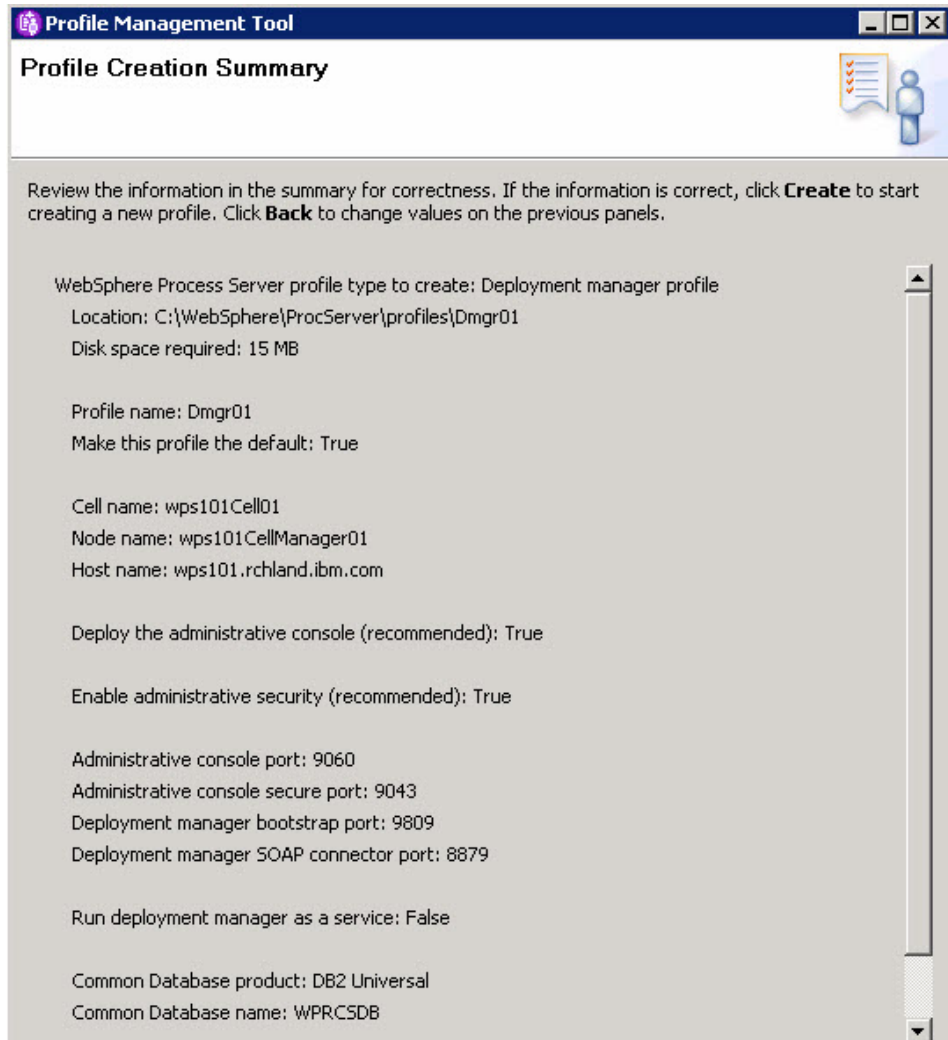 Profile Management Tool
Profile Creation Summary
Review the information in the summary for correctness. If the information is correct, click Create to start
creating a new profile. Click Back to change values on the previous panels.
WebSphere Process Server profile type to create: Deployment manager profile
Location: C:\WebSphere\ProcServer\profiles\Dmgr01
Disk space required: 15 MB
Profile name: Dmgr01
Make this profile the default: True
Cell name: wps101Cell01
Node name: wps101CellManager01
Host name: wps101.rchland.ibm.com
Deploy the administrative console (recommended): True
Enable administrative security (recommended): True
Administrative console port: 9060
Administrative console secure port: 9043
Deployment manager bootstrap port: 9809
Deployment manager SOAP connector port: 8879
Run deployment manager as a service: False
Common Database product: DB2 Universal
Common Database name: WPRCSDB